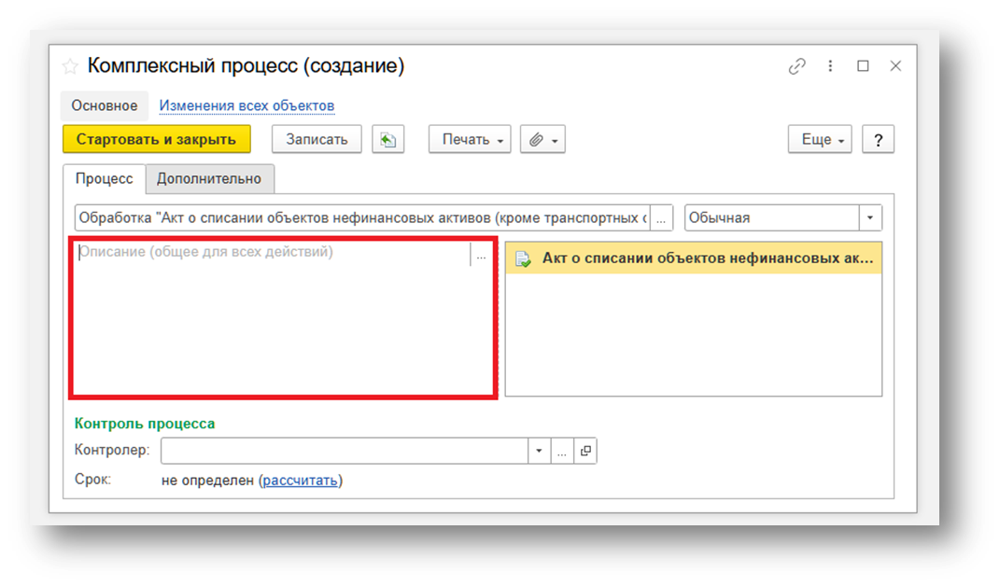 Комплексный процесс (создание)
Основное Изменения всех объектов
Стартовать и закрыть Записать Печать Еще ?
Процесс Дополнительно
Обработка "Акт о списании объектов нефинансовых активов (кроме транспортных с ... Обычная
Описание (общее для всех действий) ... Акт о списании объектов нефинансовых ак...
Контроль процесса
Контролер: ...
Срок: не определен (рассчитать)